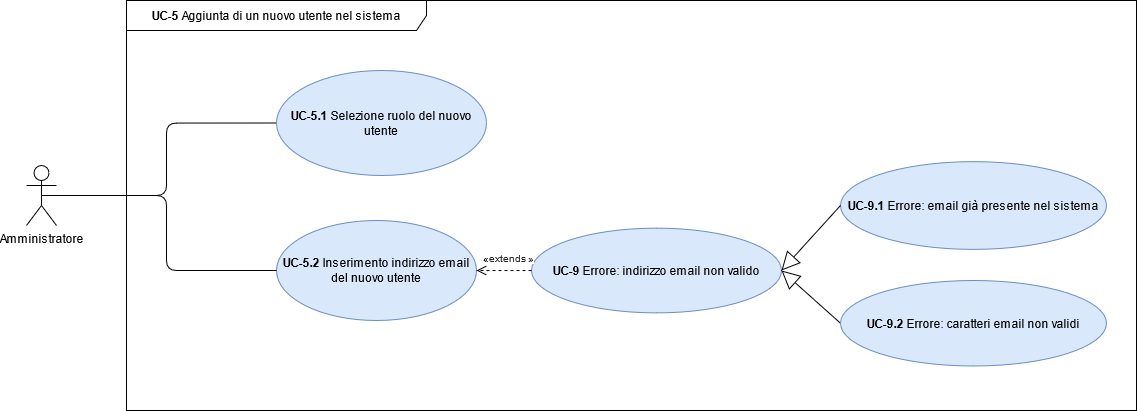 UC-5 Aggiunta di un nuovo utente nel sistema
UC-5.1 Selezione ruolo del nuovo
utente
Amministratore
UC-5.2 Inserimento indirizzo email
del nuovo utente
«extends »
UC-9 Errore: indirizzo email non valido
UC-9.1 Errore: email già presente nel sistema
UC-9.2 Errore: caratteri email non validi